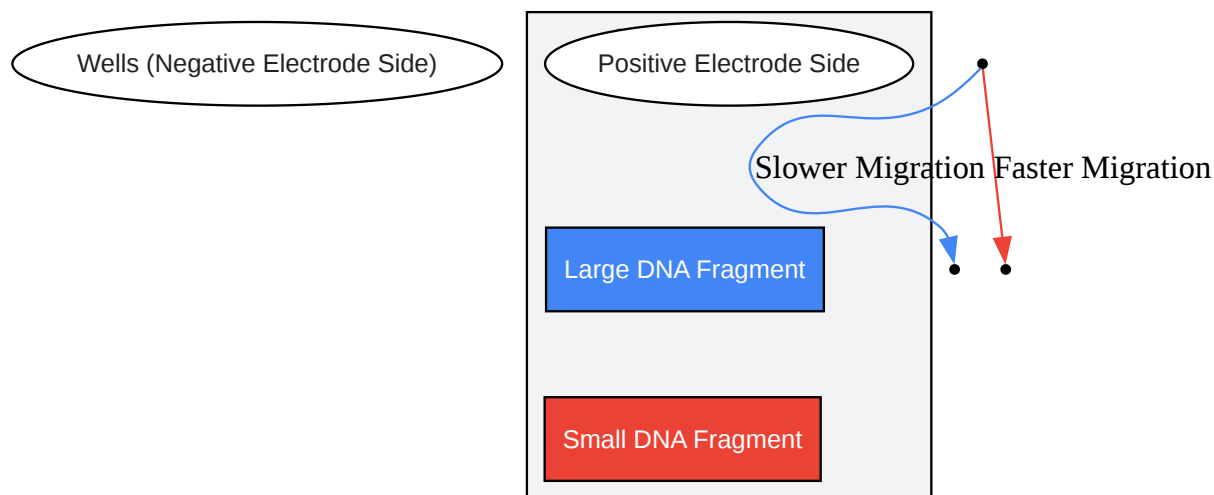 Wells (Negative Electrode Side)
Positive Electrode Side
Slower Migration
Faster Migration
Large DNA Fragment
Small DNA Fragment